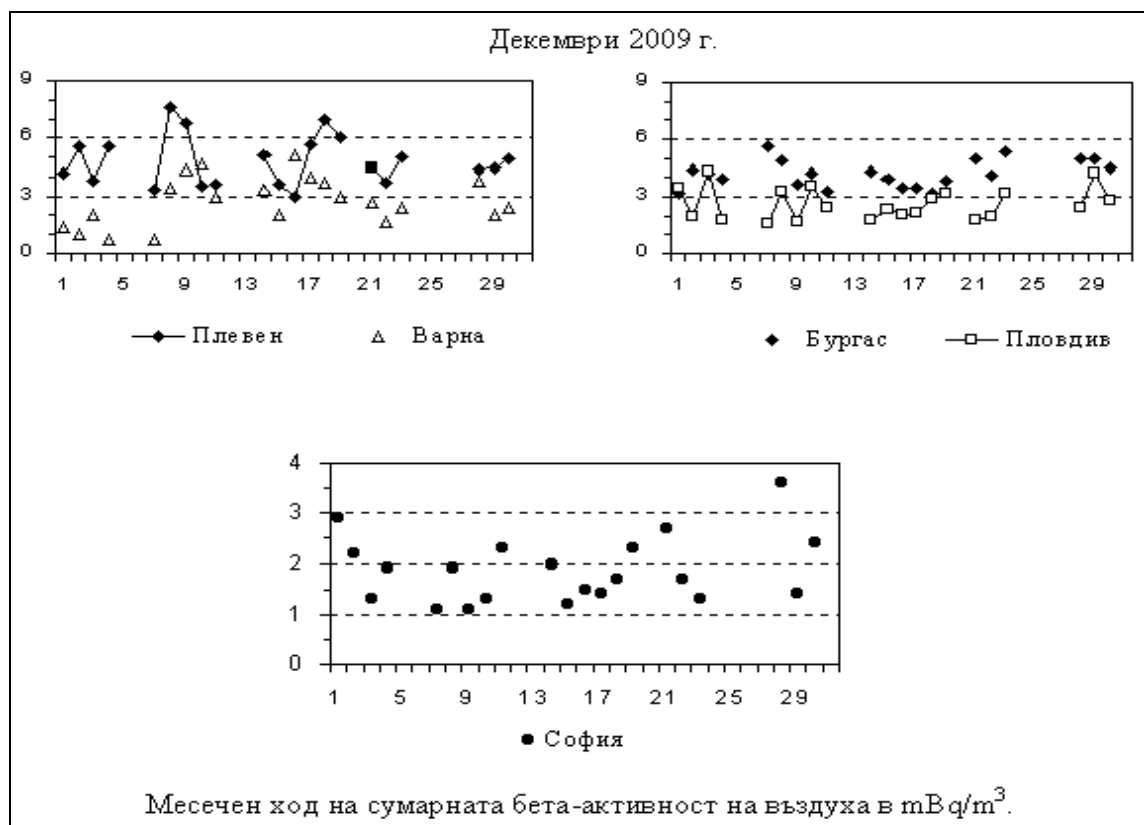 Декември 2009 г.
9
6
3
0
1 5 9 13 17 21 25 29
Плевен Варна
9
6
3
0
1 5 9 13 17 21 25 29
Бургас Пловдив
4
3
2
1
0
1 5 9 13 17 21 25 29
София
Месечен ход на сумарната бета-активност на въздуха в mBq/m³.